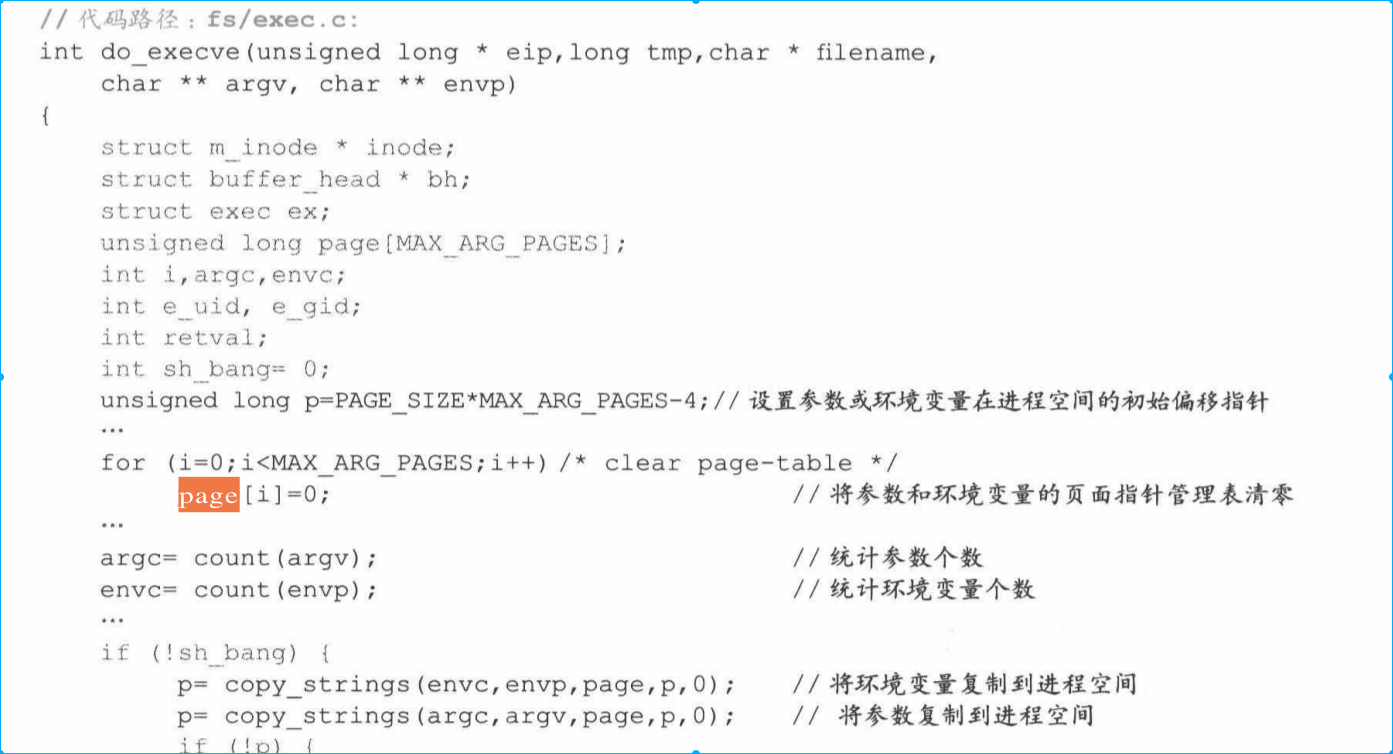 // 代码路径：fs/exec.c:
int do_execve(unsigned long * eip,long tmp,char * filename,
char ** argv, char ** envp)
{
struct m_inode * inode;
struct buffer_head * bh;
struct exec ex;
unsigned long page[MAX_ARG_PAGES];
int i,argc,envc;
int e_uid, e_gid;
int retval;
int sh_bang= 0;
unsigned long p=PAGE_SIZE*MAX_ARG_PAGES-4;// 设置参数或环境变量在进程空间的初始偏移指针
…
for (i=0;i<MAX_ARG_PAGES;i++) /* clear page-table */
page[i]=0; // 将参数和环境变量的页面指针管理表清零
…
argc= count(argv); // 统计参数个数
envc= count(envp); // 统计环境变量个数
…
if (!sh_bang) {
p= copy_strings(envc,envp,page,p,0); // 将环境变量复制到进程空间
p= copy_strings(argc,argv,page,p,0); // 将参数复制到进程空间
if (!p) {